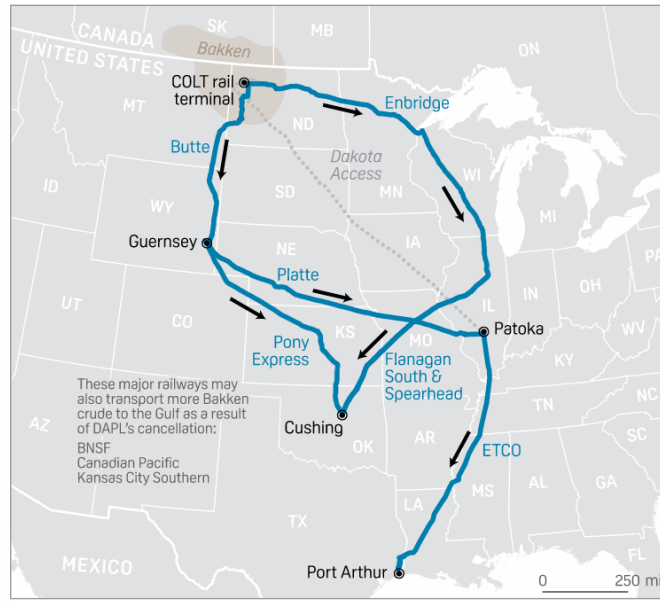 CANADA
UNITED STATES
SK
MB
ON
Bakken
COLT rail
terminal
Enbridge
MT
ND
Butte
Dakota
Access
WI
ID
SD
MN
MI
WY
Guernsey
IA
NE
Platte
PA
IL
IN
OH
UT
CO
Patoka
WV
KS
MO
Pony
Express
Flanagan
South &
Spearhead
KY
VA
These major railways may
also transport more Bakken
crude to the Gulf as a result
of DAPL's cancellation:
BNSF
Canadian Pacific
Kansas City Southern
TN
NC
AZ
NM
Cushing
OK
AR
SC
ETCO
MS
AL
GA
LA
TX
MEXICO
FL
Port Arthur
0
250 mi